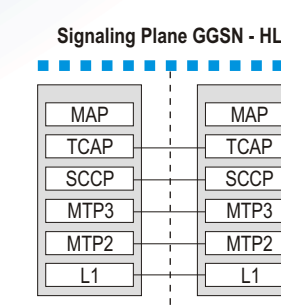 Signaling Plane GGSN - HL
MAP MAP
TCAP TCAP
SCCP SCCP
MTP3 MTP3
MTP2 MTP2
L1 L1